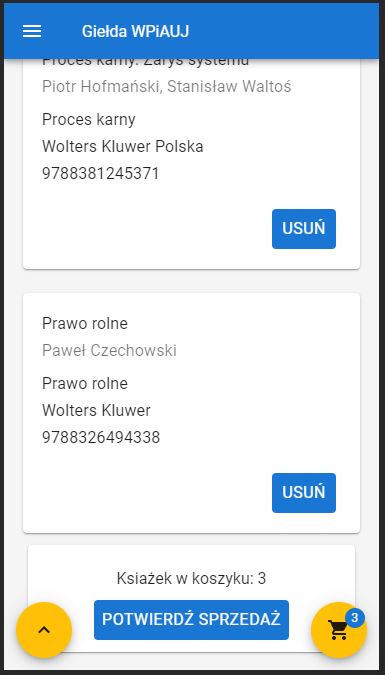 Giełda WPiAUJ
Proces karny. Zarys systemu
Piotr Hofmański, Stanisław Waltoś
Proces karny
Wolters Kluwer Polska
9788381245371
USUŃ
Prawo rolne
Paweł Czechowski
Prawo rolne
Wolters Kluwer
9788326494338
USUŃ
Ksiażek w koszyku: 3
POTWIERDŹ SPRZEDAŻ
3